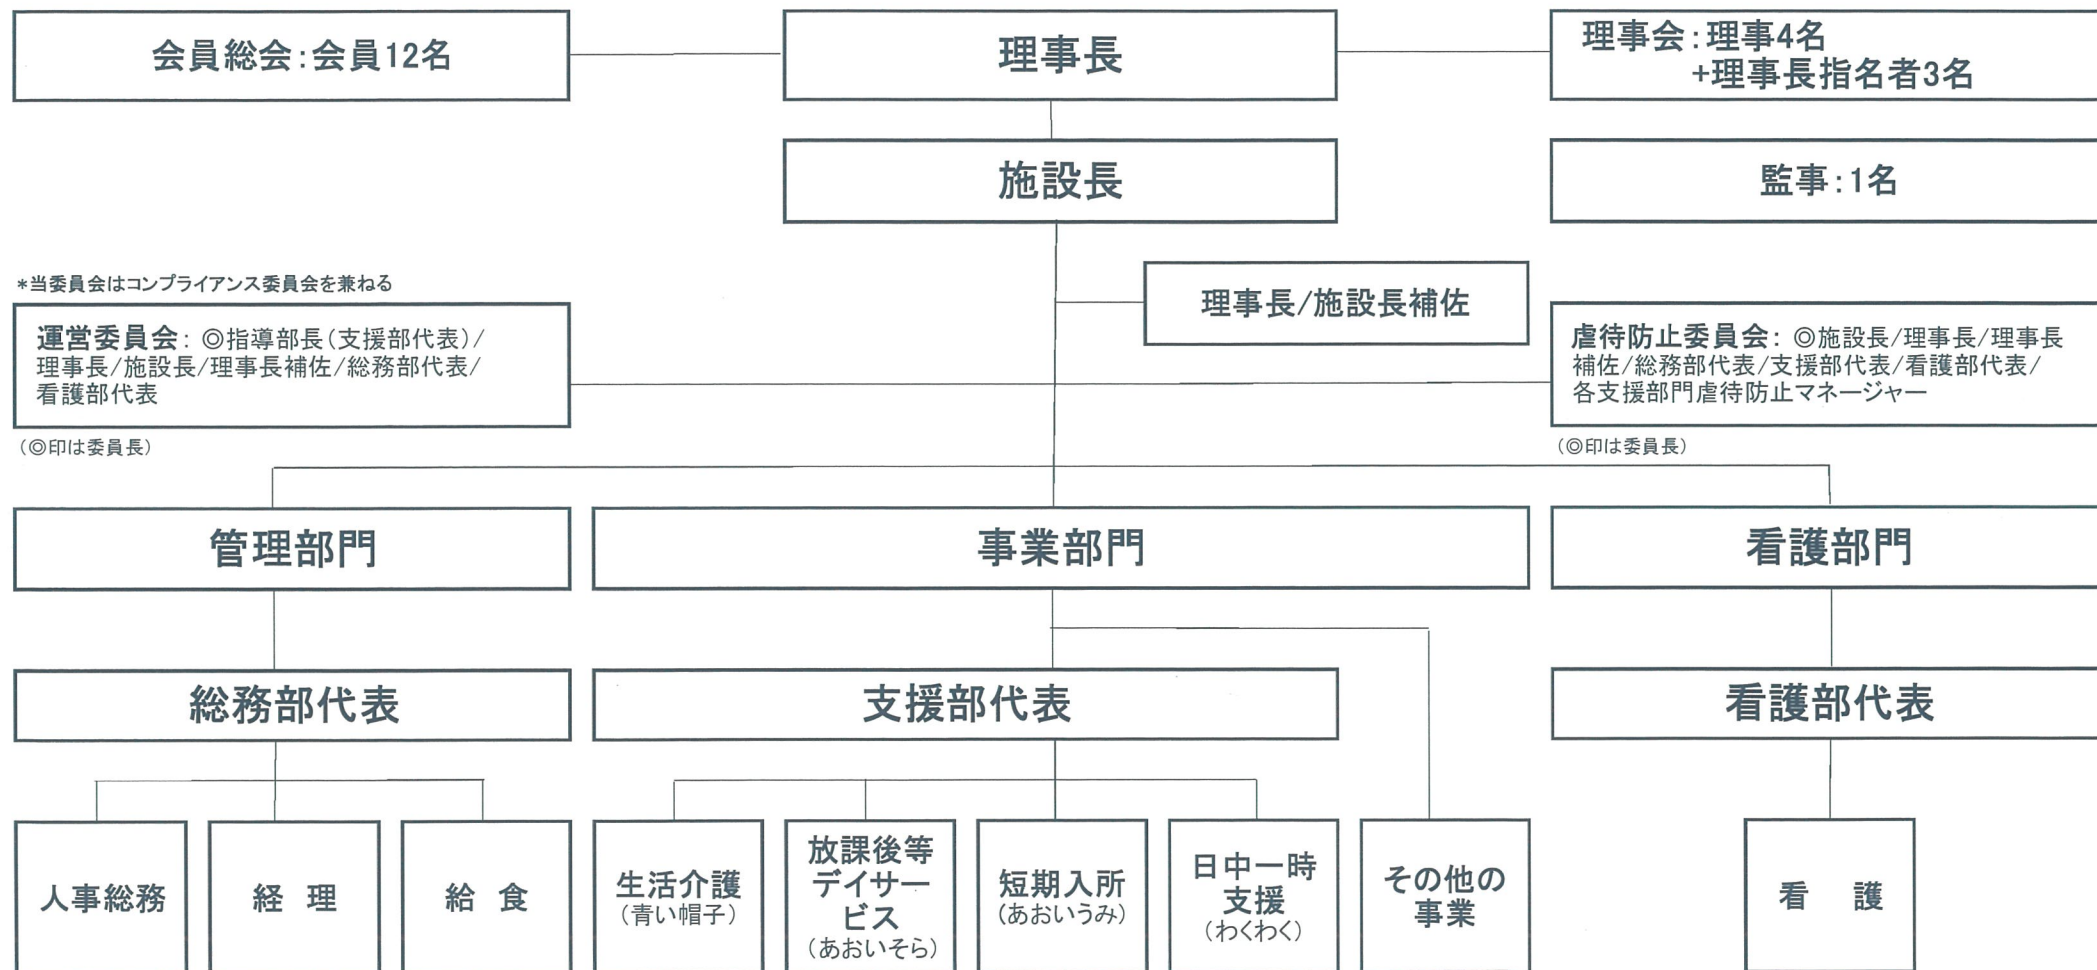 会員総会：会員12名
理事長
理事会：理事4名
+理事長指名者3名
施設長
監事：1名
理事長/施設長補佐
*当委員会はコンプライアンス委員会を兼ねる
運営委員会：◎指導部長（支援部代表）/
理事長/施設長/理事長補佐/総務部代表/
看護部代表
（◎印は委員長）
虐待防止委員会：◎施設長/理事長/理事長
補佐/総務部代表/支援部代表/看護部代表/
各支援部門虐待防止マネージャー
（◎印は委員長）
管理部門
事業部門
看護部門
総務部代表
支援部代表
看護部代表
人事総務
経　理
給　食
生活介護
（青い帽子）
放課後等
デイサー
ビス
（あおいそら）
短期入所
（あおいうみ）
日中一時
支援
（わくわく）
その他の
事業
看　護